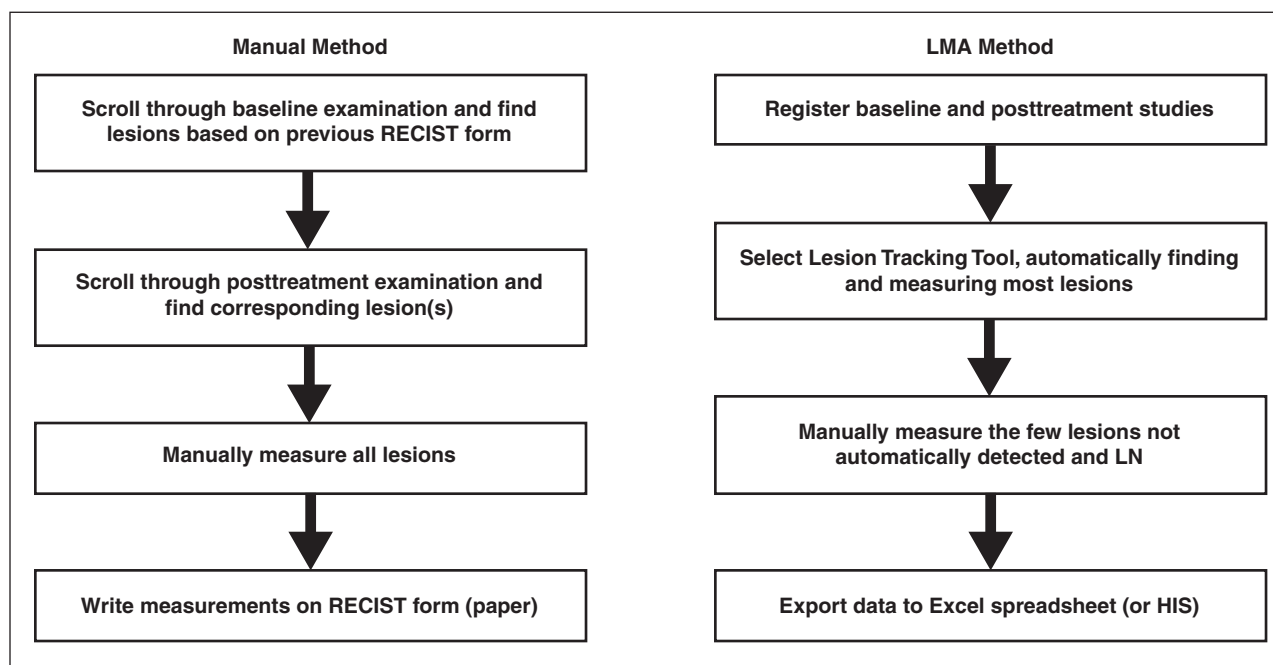 Manual Method
Scroll through baseline examination and find
lesions based on previous RECIST form
Scroll through posttreatment examination and
find corresponding lesion(s)
Manually measure all lesions
Write measurements on RECIST form (paper)
LMA Method
Register baseline and posttreatment studies
Select Lesion Tracking Tool, automatically finding
and measuring most lesions
Manually measure the few lesions not
automatically detected and LN
Export data to Excel spreadsheet (or HIS)